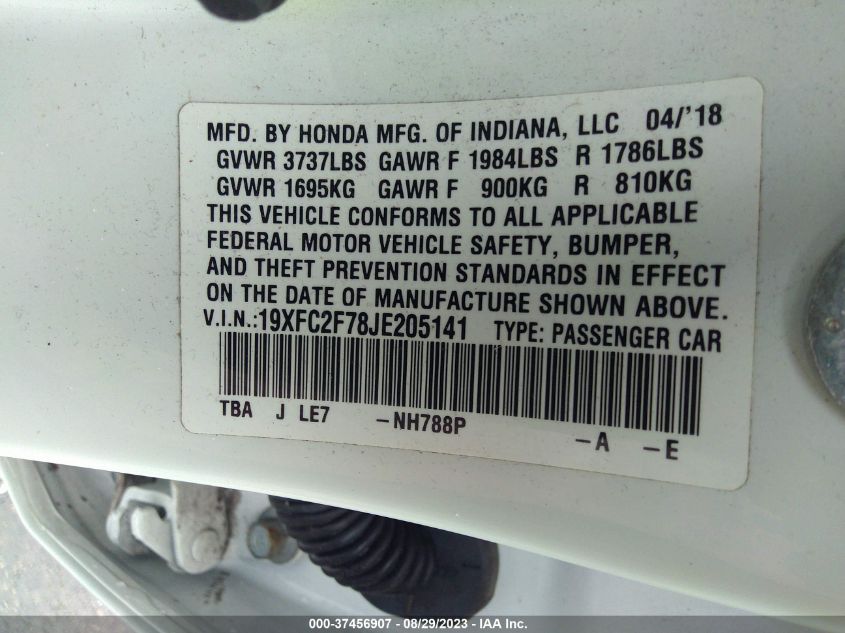 MFD. BY HONDA MFG. OF INDIANA, LLC 04/'18
GVWR 3737LBS GAWR F 1984LBS R 1786LBS
GVWR 1695KG GAWR F 900KG R 810KG
THIS VEHICLE CONFORMS TO ALL APPLICABLE
FEDERAL MOTOR VEHICLE SAFETY, BUMPER,
AND THEFT PREVENTION STANDARDS IN EFFECT
ON THE DATE OF MANUFACTURE SHOWN ABOVE.
V.I.N.:19XFC2F78JE205141 TYPE: PASSENGER CAR
TBA J LE7 -NH788P -A -E
000-37456907 - 08/29/2023 - IAA Inc.